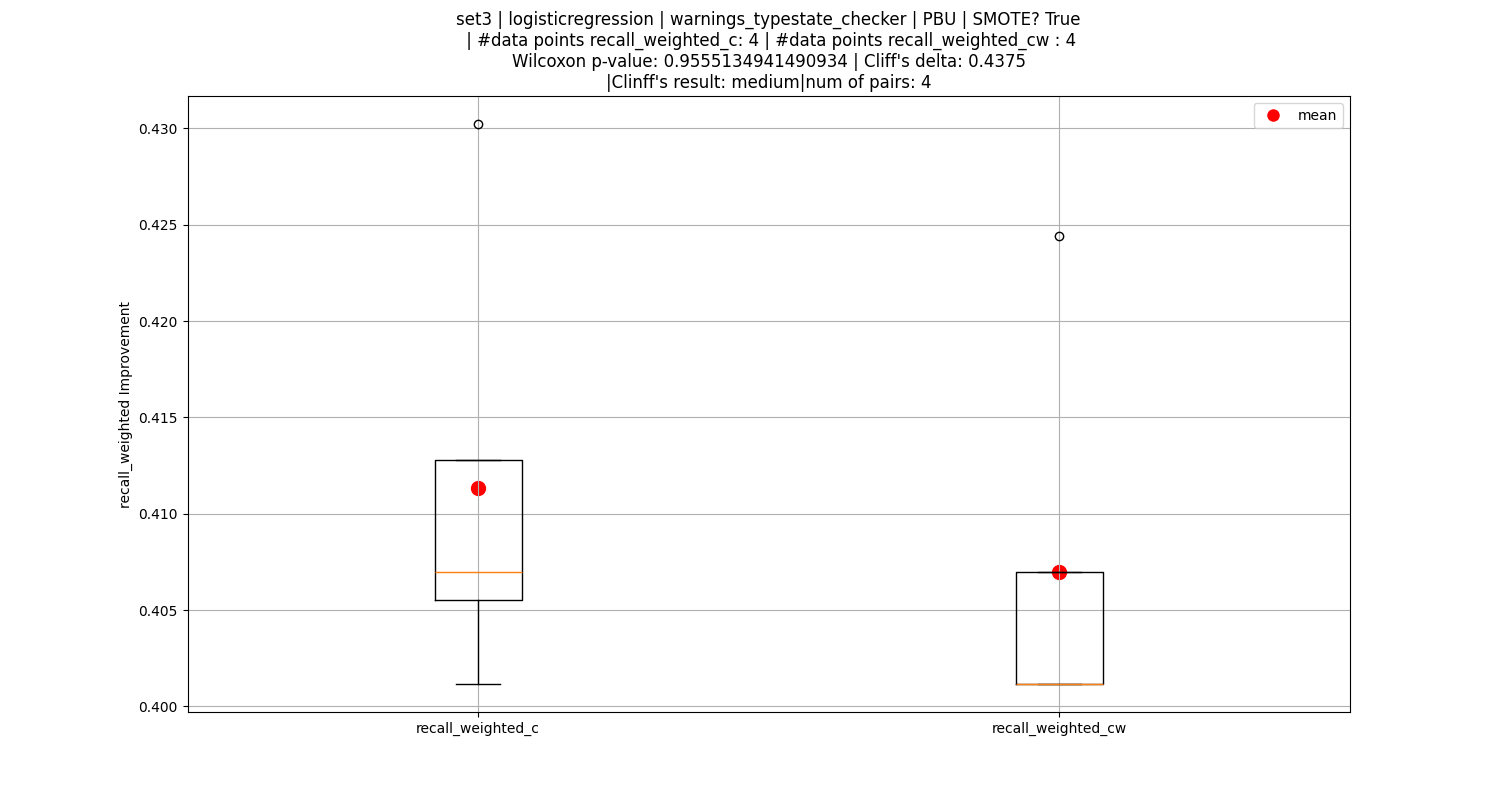 set3 | logisticregression | warnings_typestate_checker | PBU | SMOTE? True
| #data points recall_weighted_c: 4 | #data points recall_weighted_cw : 4
Wilcoxon p-value: 0.9555134941490934 | Cliff's delta: 0.4375
|Clinff's result: medium|num of pairs: 4
mean
0.430
0.425
0.420
0.415
0.410
0.405
0.400
recall_weighted Improvement
recall_weighted_c
recall_weighted_cw